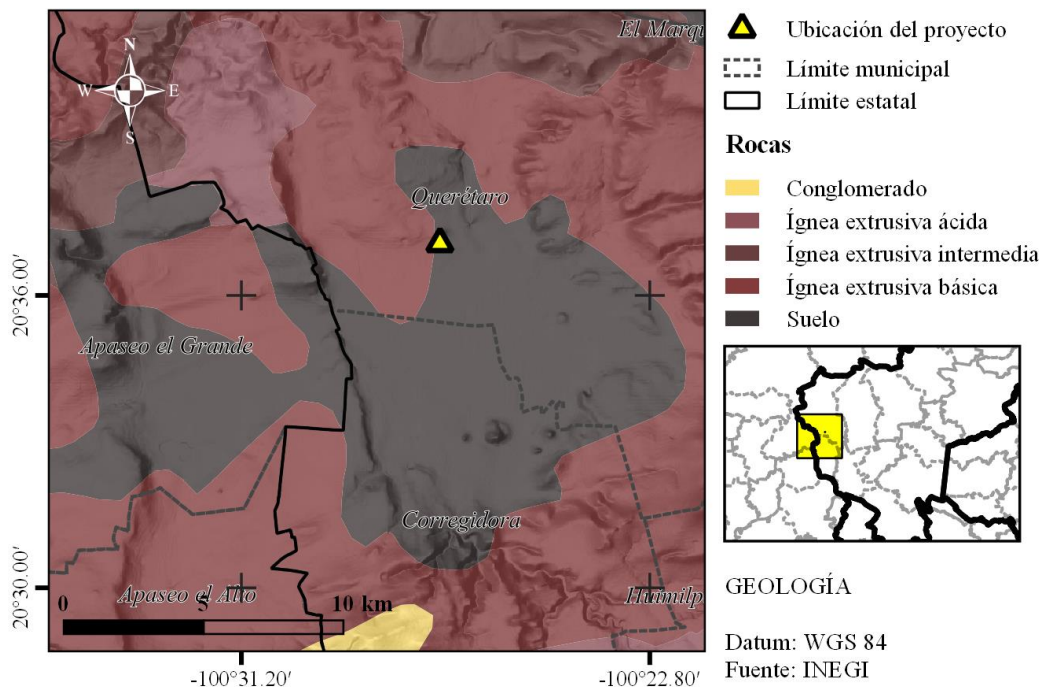 El Marqu
N
W
E
S
Querétaro
Apaseo el Grande
Corregidora
Apaseo el Alto
Huimilp
0
5
10 km
20°36.00'
20°30.00'
-100°31.20'
-100°22.80'
Ubicación del proyecto
Límite municipal
Límite estatal
Rocas
Conglomerado
Ígnea extrusiva ácida
Ígnea extrusiva intermedia
Ígnea extrusiva básica
Suelo
GEOLOGÍA
Datum: WGS 84
Fuente: INEGI